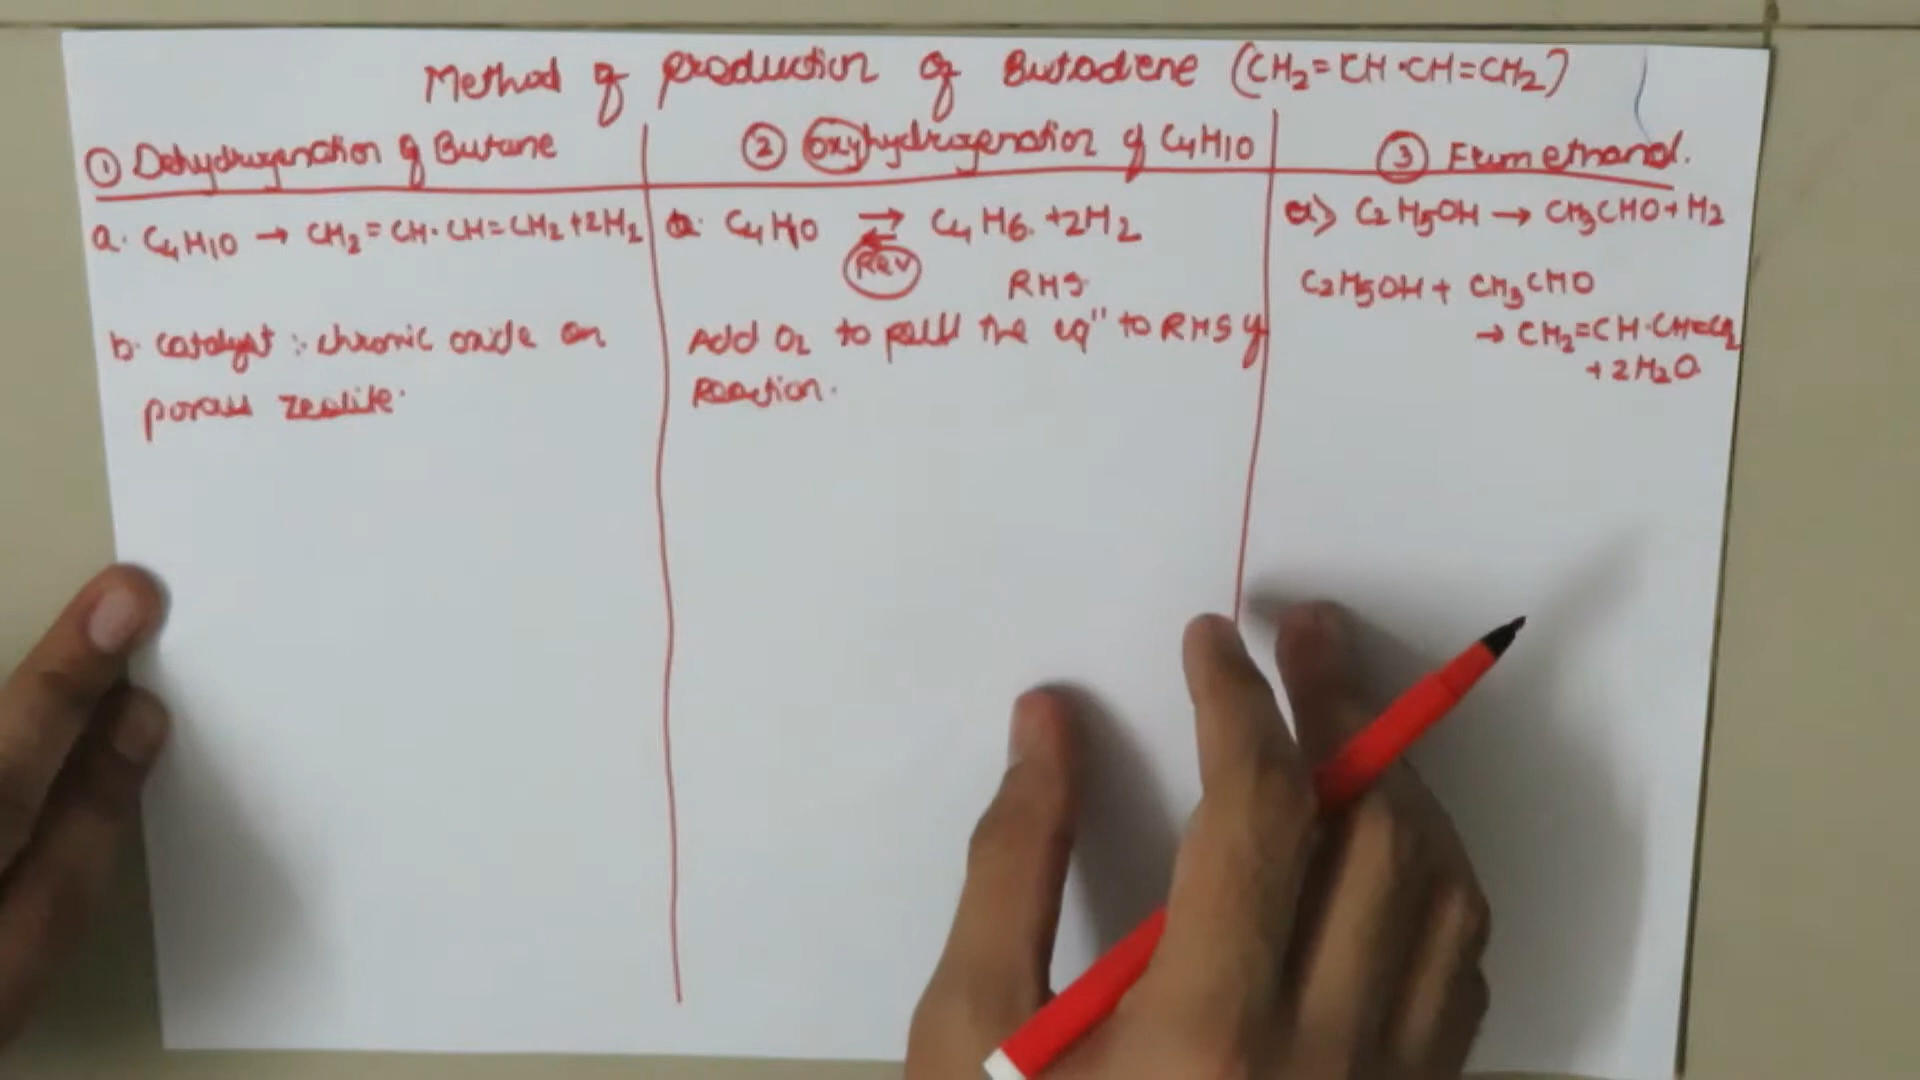 Method of production of Butadene (CH2=CH·CH=CH2)
① Dehydrogenation of Butane
a. C4H10 → CH2=CH·CH=CH2+2H2
b. catalyst :- chromic oxide on
porous zeolite.
② oxyhydrogenation of C4H10
a. C4H10 ⇄ C4H6.+2H2
Rev
RHS
Add O2 to pull the eq" to RHS of
Reaction.
③ From ethanol.
a) C2H5OH → CH3CHO+H2
C2H5OH + CH3CHO
→ CH2=CH·CH=CH2
+ 2H2O